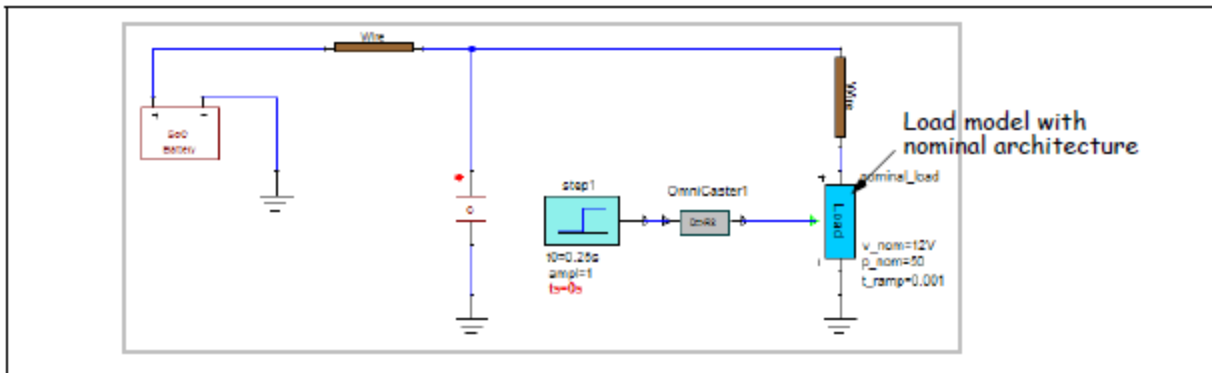 Wire
Wire
SoC
Battery
Load model with
nominal architecture
nominal_load
step1
OmniCaster1
C
Load
t0=0.25s
ampl=1
ts=0s
v_nom=12V
p_nom=50
t_ramp=0.001